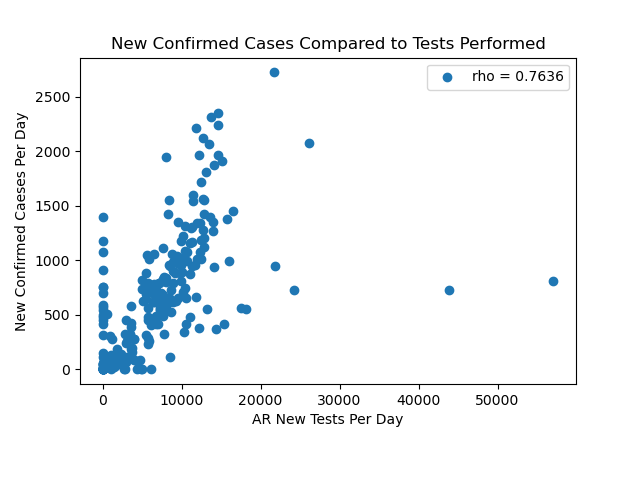 New Confirmed Cases Compared to Tests Performed
rho = 0.7636
New Confirmed Caeses Per Day
2500
2000
1500
1000
500
0
0 10000 20000 30000 40000 50000
AR New Tests Per Day